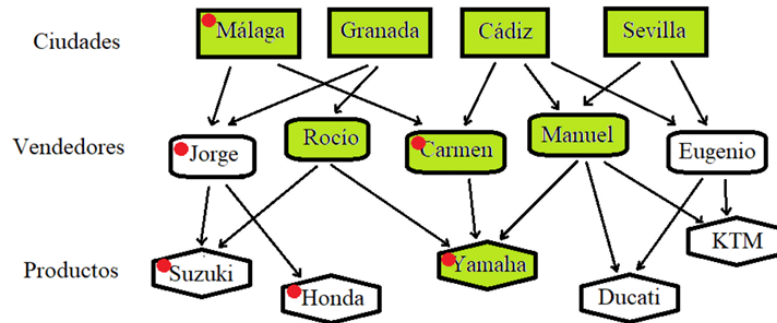 Ciudades Málaga Granada Cádiz Sevilla
Vendedores Jorge Rocío Carmen Manuel Eugenio
Productos Suzuki Honda Yamaha Ducati KTM